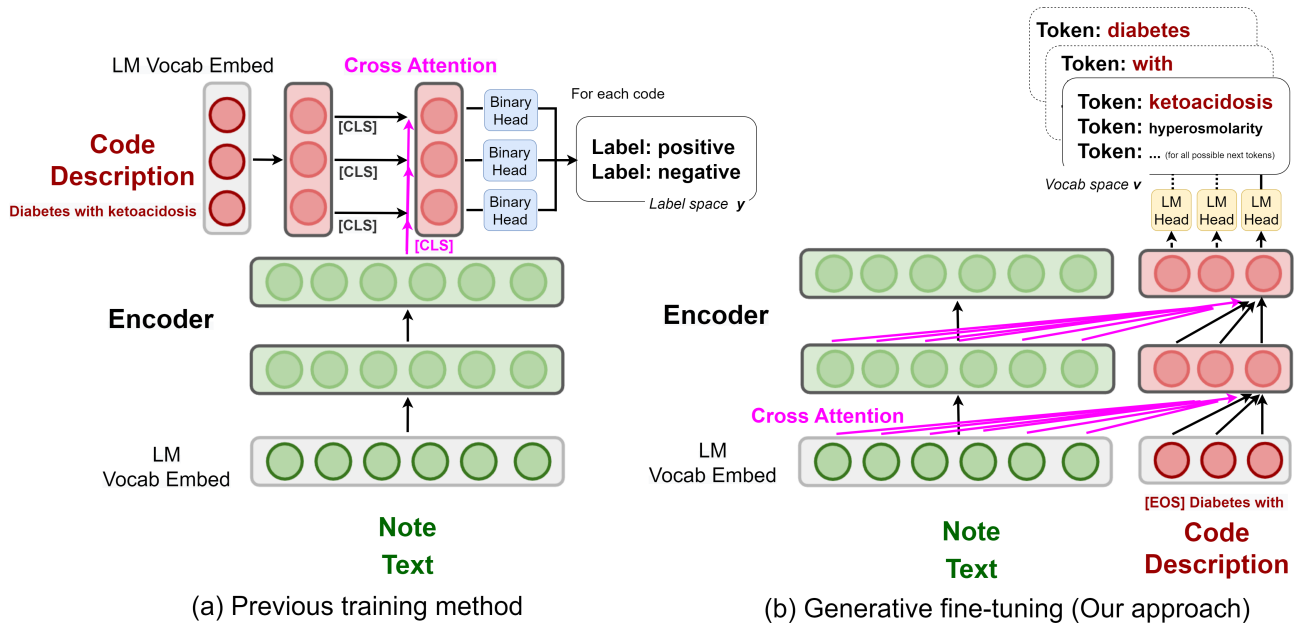 LM Vocab Embed
Cross Attention
Code
Description
Diabetes with ketoacidosis
[CLS]
[CLS]
[CLS]
[CLS]
Binary
Head
Binary
Head
Binary
Head
For each code
Label: positive
Label: negative
Label space y
Encoder
LM
Vocab Embed
Note
Text
(a) Previous training method
Token: diabetes
Token: with
Token: ketoacidosis
Token: hyperosmolarity
Token: ... (for all possible next tokens)
Vocab space v
LM
Head
LM
Head
LM
Head
Encoder
Cross Attention
LM
Vocab Embed
[EOS] Diabetes with
Note
Text
Code
Description
(b) Generative fine-tuning (Our approach)